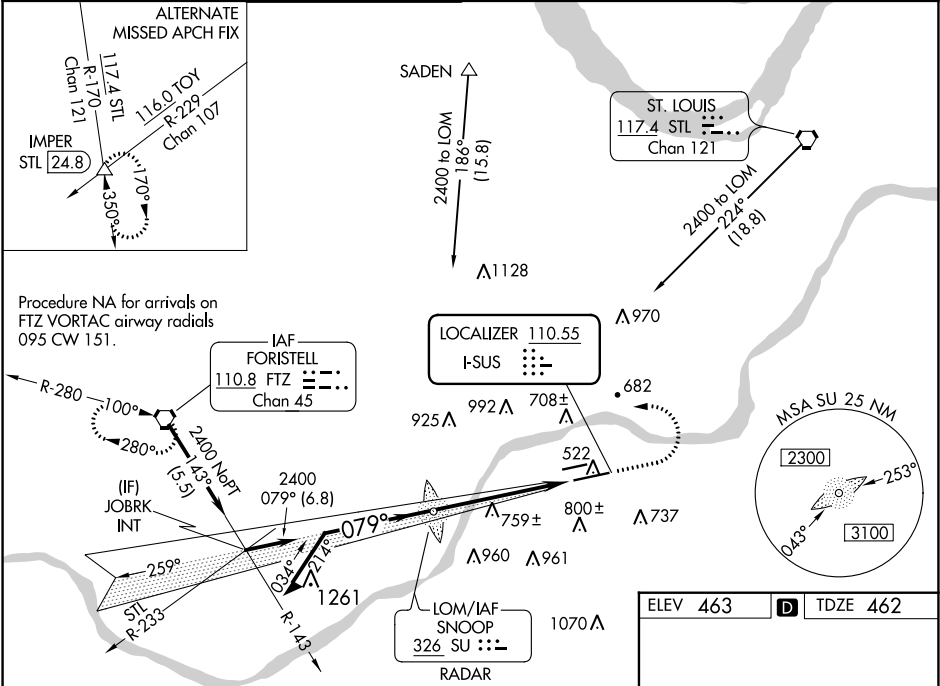 ALTERNATE
MISSED APCH FIX
117.4 STL
R-170
Chan 121
116.0 TOY
R-229
Chan 107
IMPER
STL 24.8
170°
350°
SADEN
2400 to LOM
186°
(15.8)
ST. LOUIS
117.4 STL
Chan 121
2400 to LOM
224°
(18.8)
1128
970
Procedure NA for arrivals on
FTZ VORTAC airway radials
095 CW 151.
IAF
FORISTELL
110.8 FTZ
Chan 45
LOCALIZER 110.55
I-SUS
R-280
100°
280°
2400 NoPT
143°
(5.5)
925
992
708±
682
522
MSA SU 25 NM
2300
253°
043°
3100
(IF)
JOBRK
INT
2400
079° (6.8)
079°
759±
800±
737
960
961
259°
034°
214°
1261
STL
R-233
R-143
LOM/IAF
SNOOP
326 SU
RADAR
1070
ELEV 463 D TDZE 462